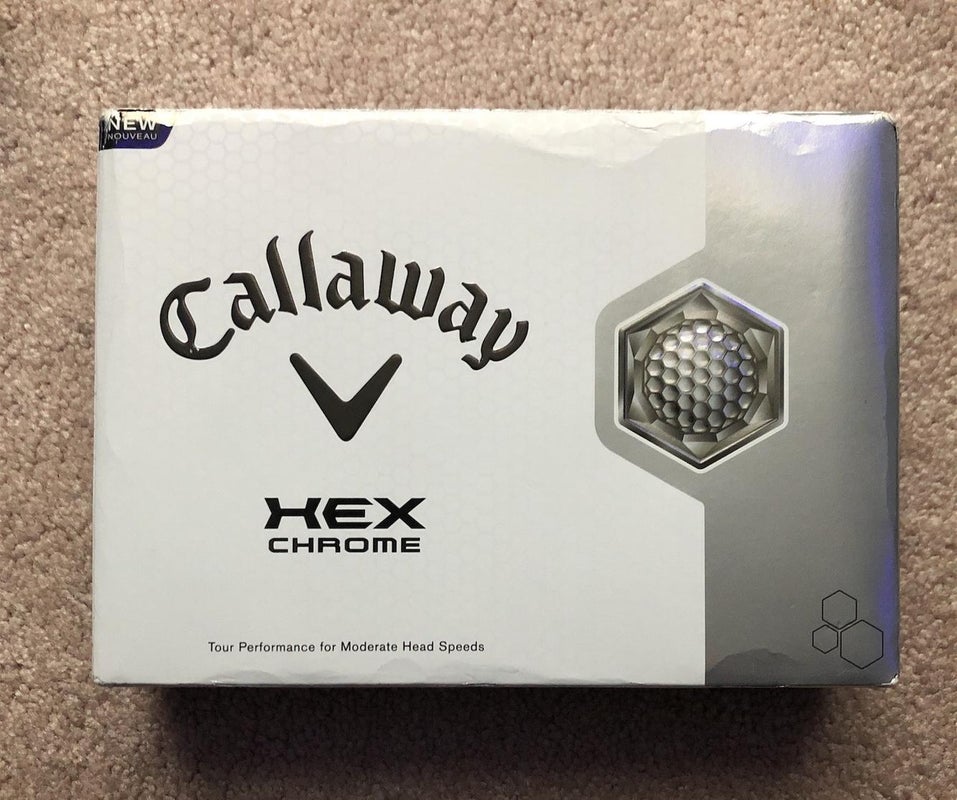 NEW
NOUVEAU
Callaway
HEX
CHROME
Tour Performance for Moderate Head Speeds